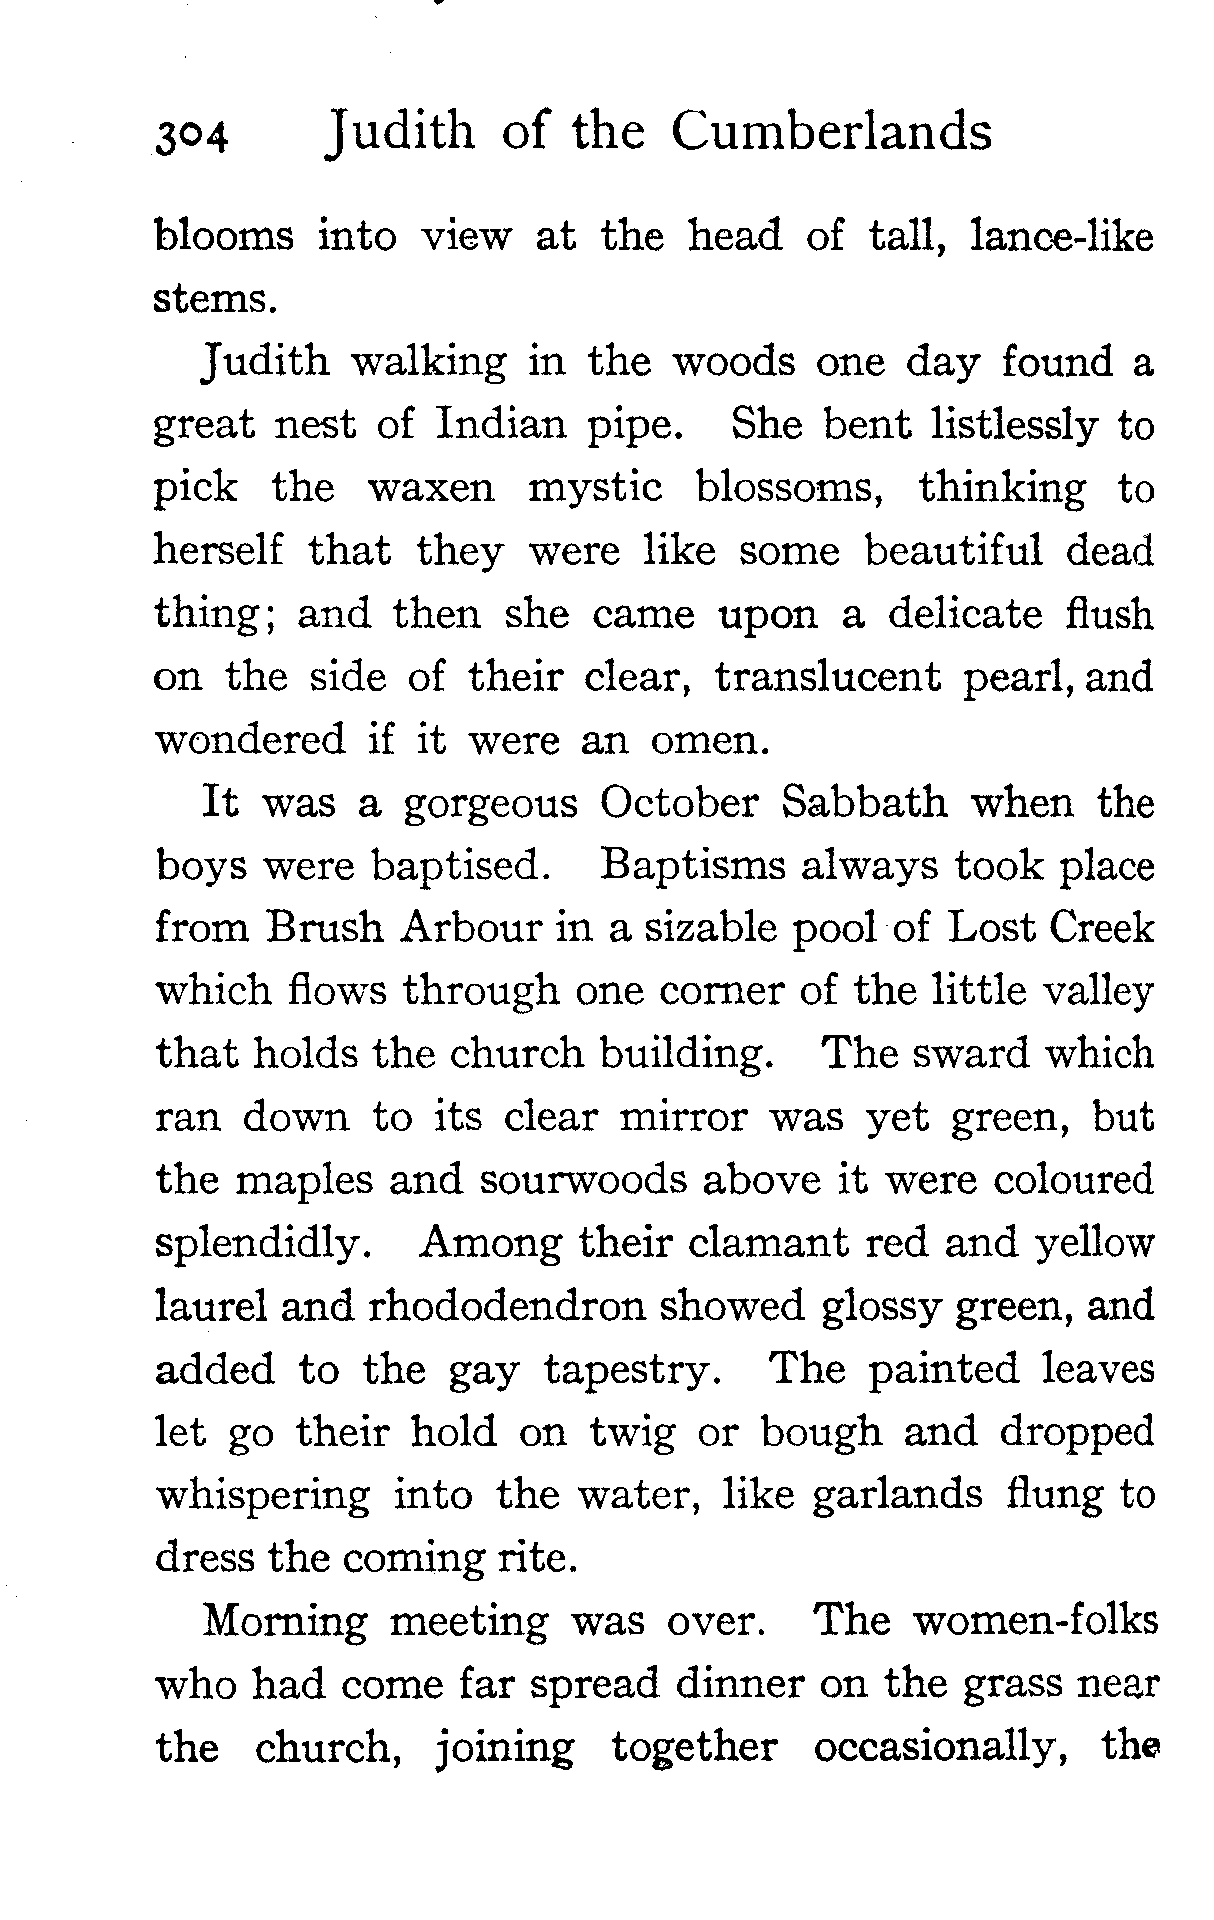 304 Judith of the Cumberlands
blooms into view at the head of tall, lance-like
stems.
Judith walking in the woods one day found a
great nest of Indian pipe. She bent listlessly to
pick the waxen mystic blossoms, thinking to
herself that they were like some beautiful dead
thing; and then she came upon a delicate flush
on the side of their clear, translucent pearl, and
wondered if it were an omen.
It was a gorgeous October Sabbath when the
boys were baptised. Baptisms always took place
from Brush Arbour in a sizable pool of Lost Creek
which flows through one corner of the little valley
that holds the church building. The sward which
ran down to its clear mirror was yet green, but
the maples and sourwoods above it were coloured
splendidly. Among their clamant red and yellow
laurel and rhododendron showed glossy green, and
added to the gay tapestry. The painted leaves
let go their hold on twig or bough and dropped
whispering into the water, like garlands flung to
dress the coming rite.
Morning meeting was over. The women-folks
who had come far spread dinner on the grass near
the church, joining together occasionally, the